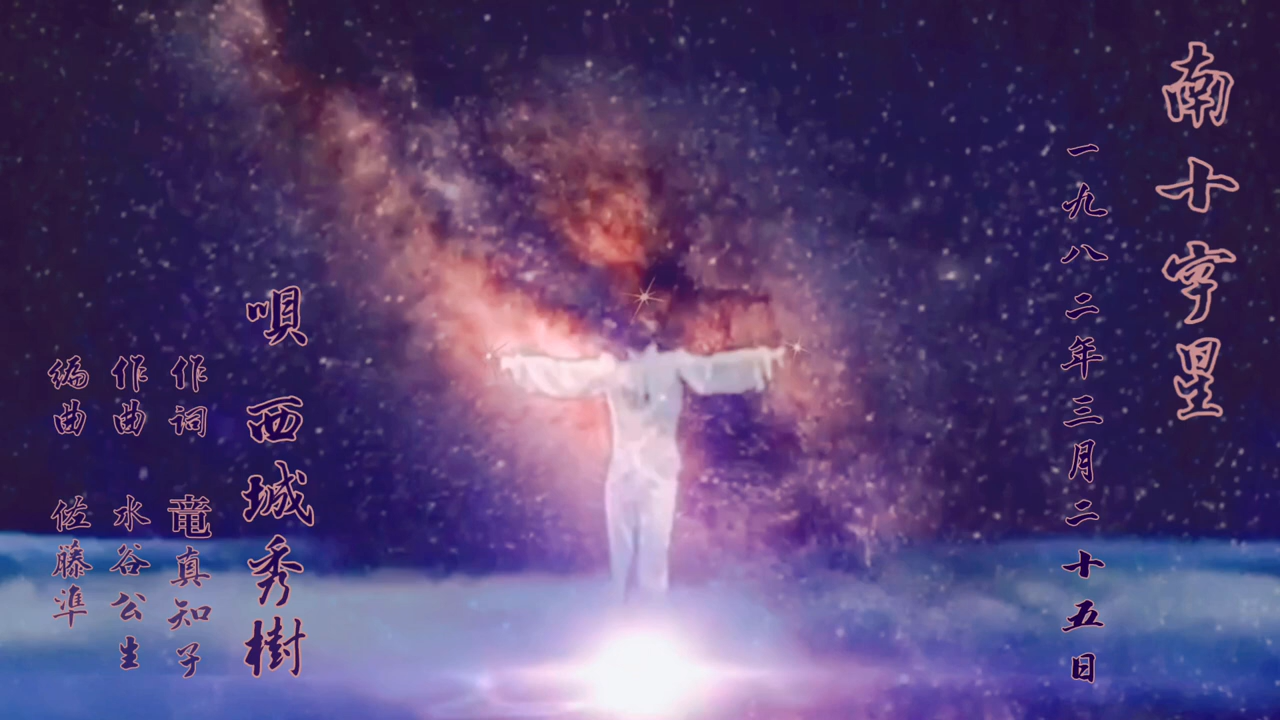 南十字星
一九八二年三月二十五日
唄 西城秀樹
作詞 竜真知子
作曲 水谷公生
編曲 佐藤準